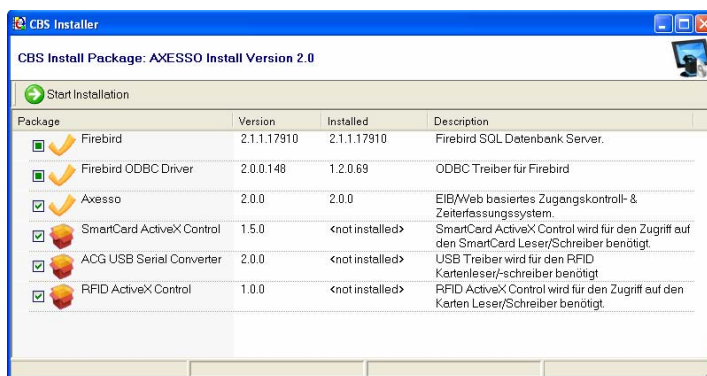 CBS Installer
CBS Install Package: AXESSO Install Version 2.0
Start Installation
Package Version Installed Description
Firebird 2.1.1.17910 2.1.1.17910 Firebird SQL Datenbank Server.
Firebird ODBC Driver 2.0.0.148 1.2.0.69 ODBC Treiber für Firebird
Axesso 2.0.0 2.0.0 EIB/Web basiertes Zugangskontroll- &
Zeiterfassungssystem.
SmartCard ActiveX Control 1.5.0 <not installed> SmartCard ActiveX Control wird für den Zugriff auf
den SmartCard Leser/Schreiber benötigt.
ACG USB Serial Converter 2.0.0 <not installed> USB Treiber wird für den RFID
Kartenleser/-schreiber benötigt
RFID ActiveX Control 1.0.0 <not installed> RFID ActiveX Control wird für den Zugriff auf den
Karten Leser/Schreiber benötigt.